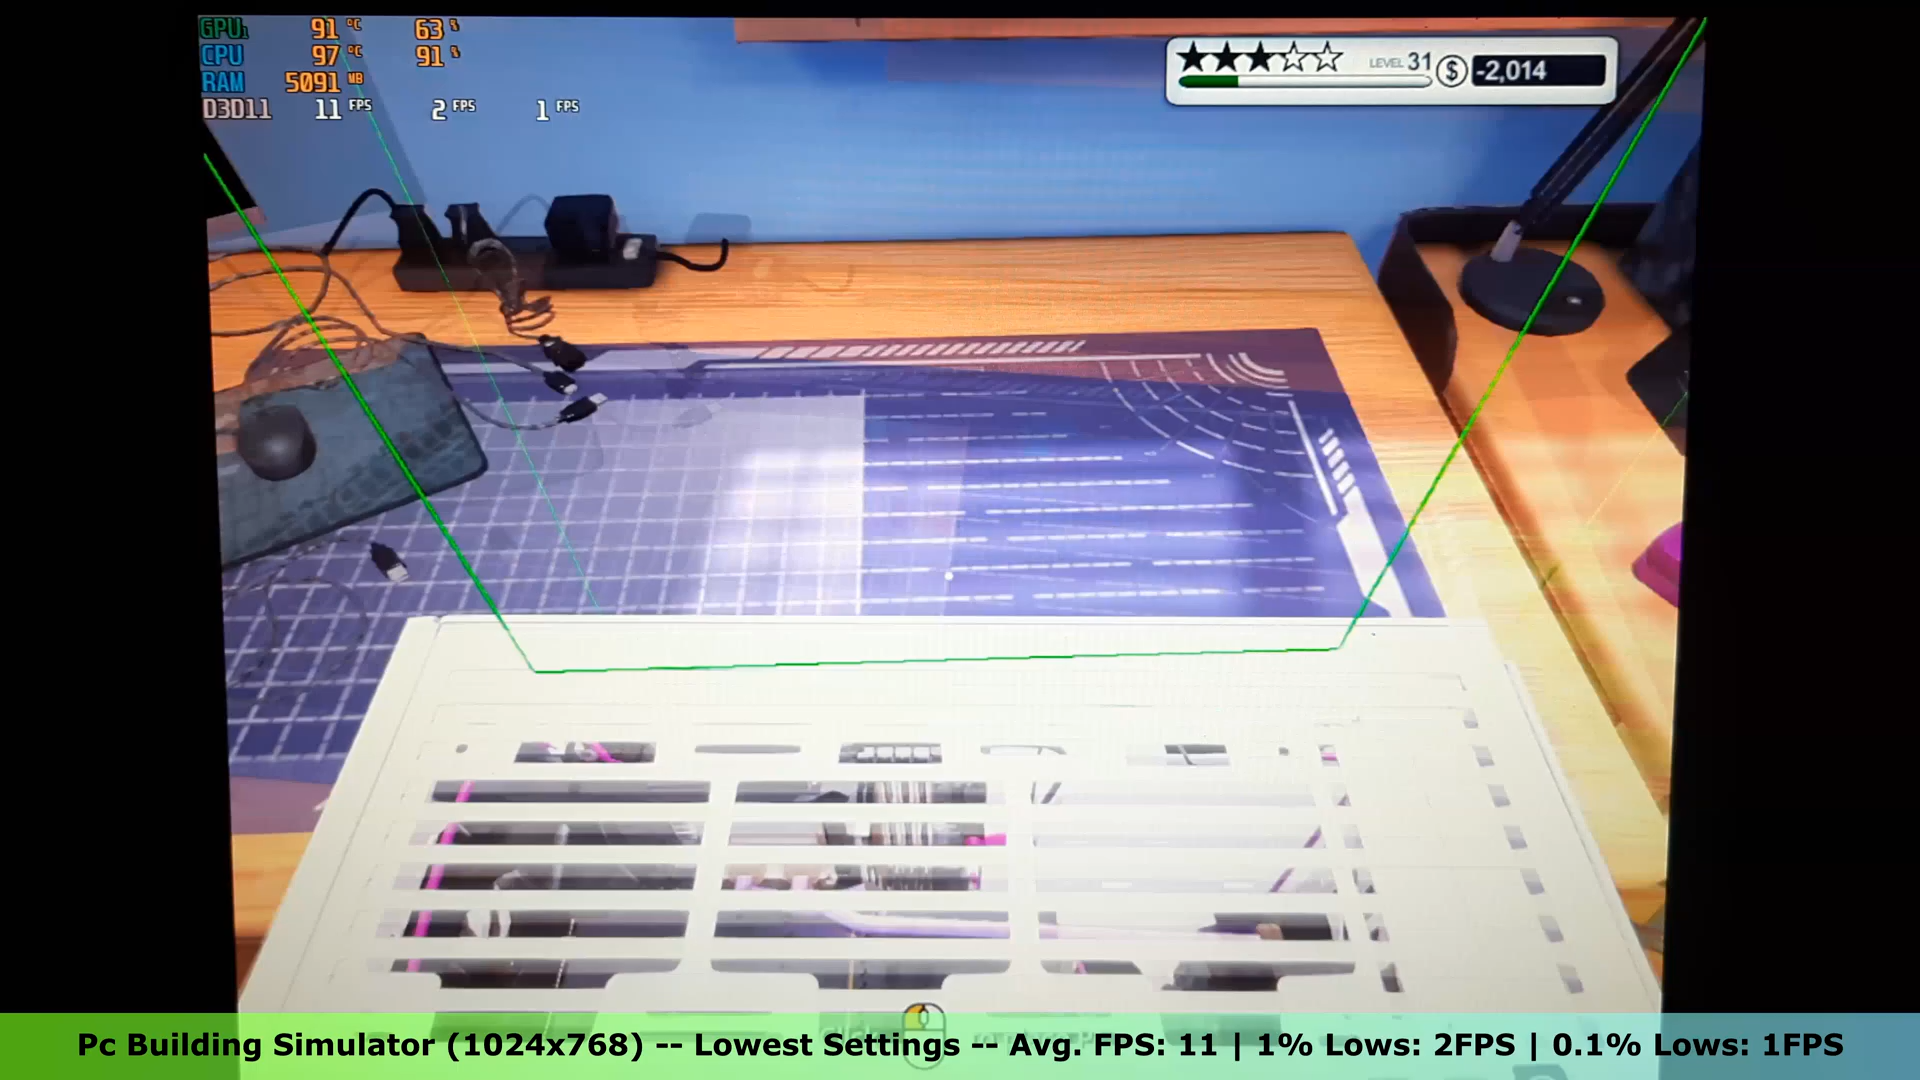 GPU1 91 °C 63 %
CPU 97 °C 91 %
RAM 5091 MB
D3D11 11 FPS 2 FPS 1 FPS
LEVEL 31 $ -2,014
Pc Building Simulator (1024x768) -- Lowest Settings -- Avg. FPS: 11 | 1% Lows: 2FPS | 0.1% Lows: 1FPS